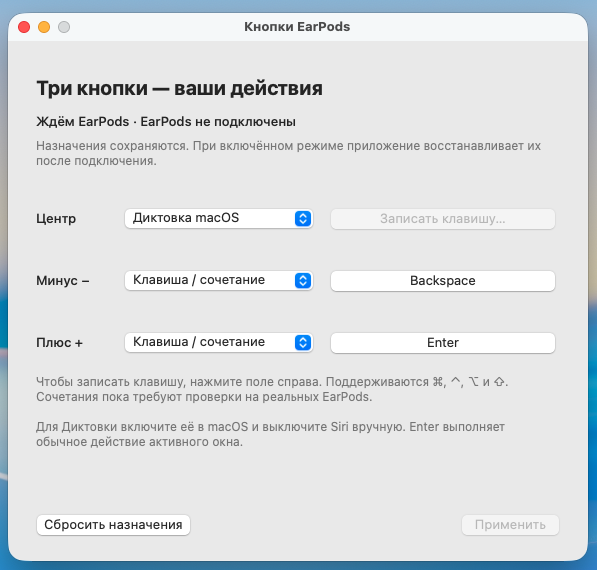 Кнопки EarPods
Три кнопки — ваши действия
Ждём EarPods · EarPods не подключены
Назначения сохраняются. При включённом режиме приложение восстанавливает их
после подключения.
Центр
Диктовка macOS
Записать клавишу...
Минус –
Клавиша / сочетание
Backspace
Плюс +
Клавиша / сочетание
Enter
Чтобы записать клавишу, нажмите поле справа. Поддерживаются ⌘, ^, ⌥ и ⇧.
Сочетания пока требуют проверки на реальных EarPods.
Для Диктовки включите её в macOS и выключите Siri вручную. Enter выполняет
обычное действие активного окна.
Сбросить назначения
Применить